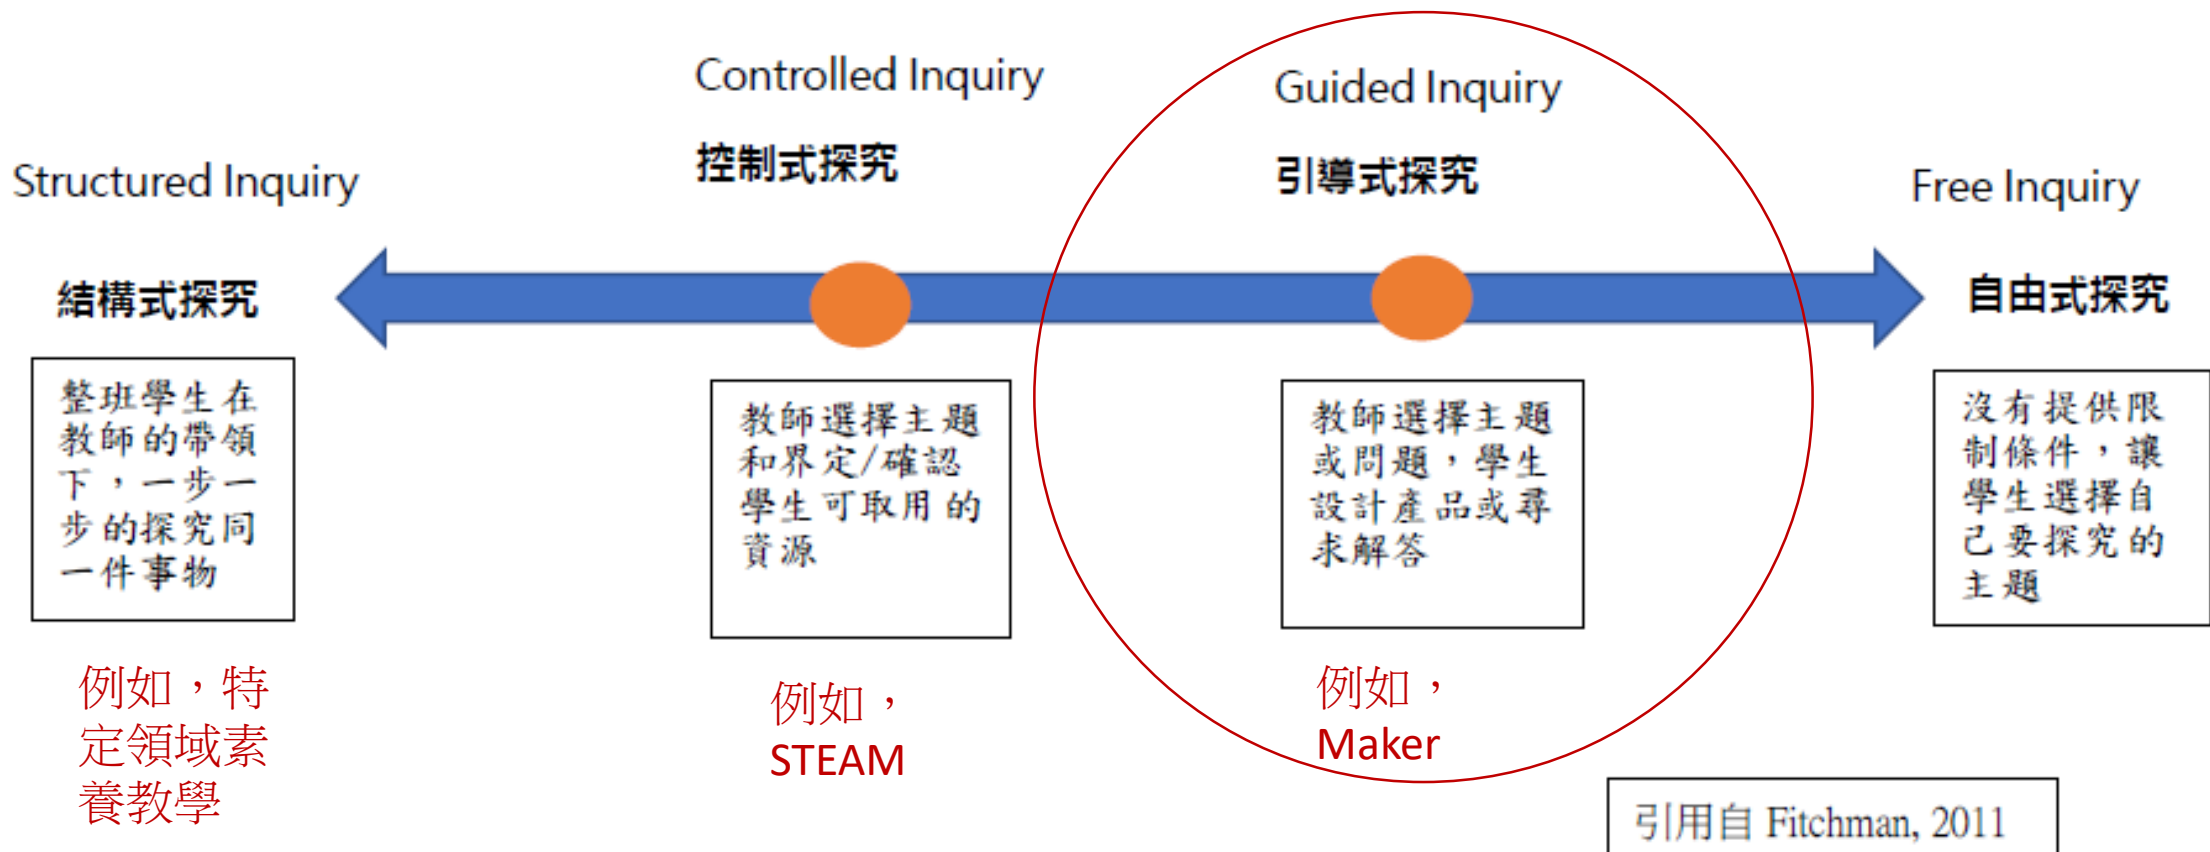 Structured Inquiry
結構式探究
整班學生在
教師的帶領
下，一步一
步的探究同
一件事物
例如，特
定領域素
養教學
Controlled Inquiry
控制式探究
教師選擇主題
和界定/確認
學生可取用的
資源
例如，
STEAM
Guided Inquiry
引導式探究
教師選擇主題
或問題，學生
設計產品或尋
求解答
例如，
Maker
Free Inquiry
自由式探究
沒有提供限
制條件，讓
學生選擇自
己要探究的
主題
引用自 Fitchman, 2011